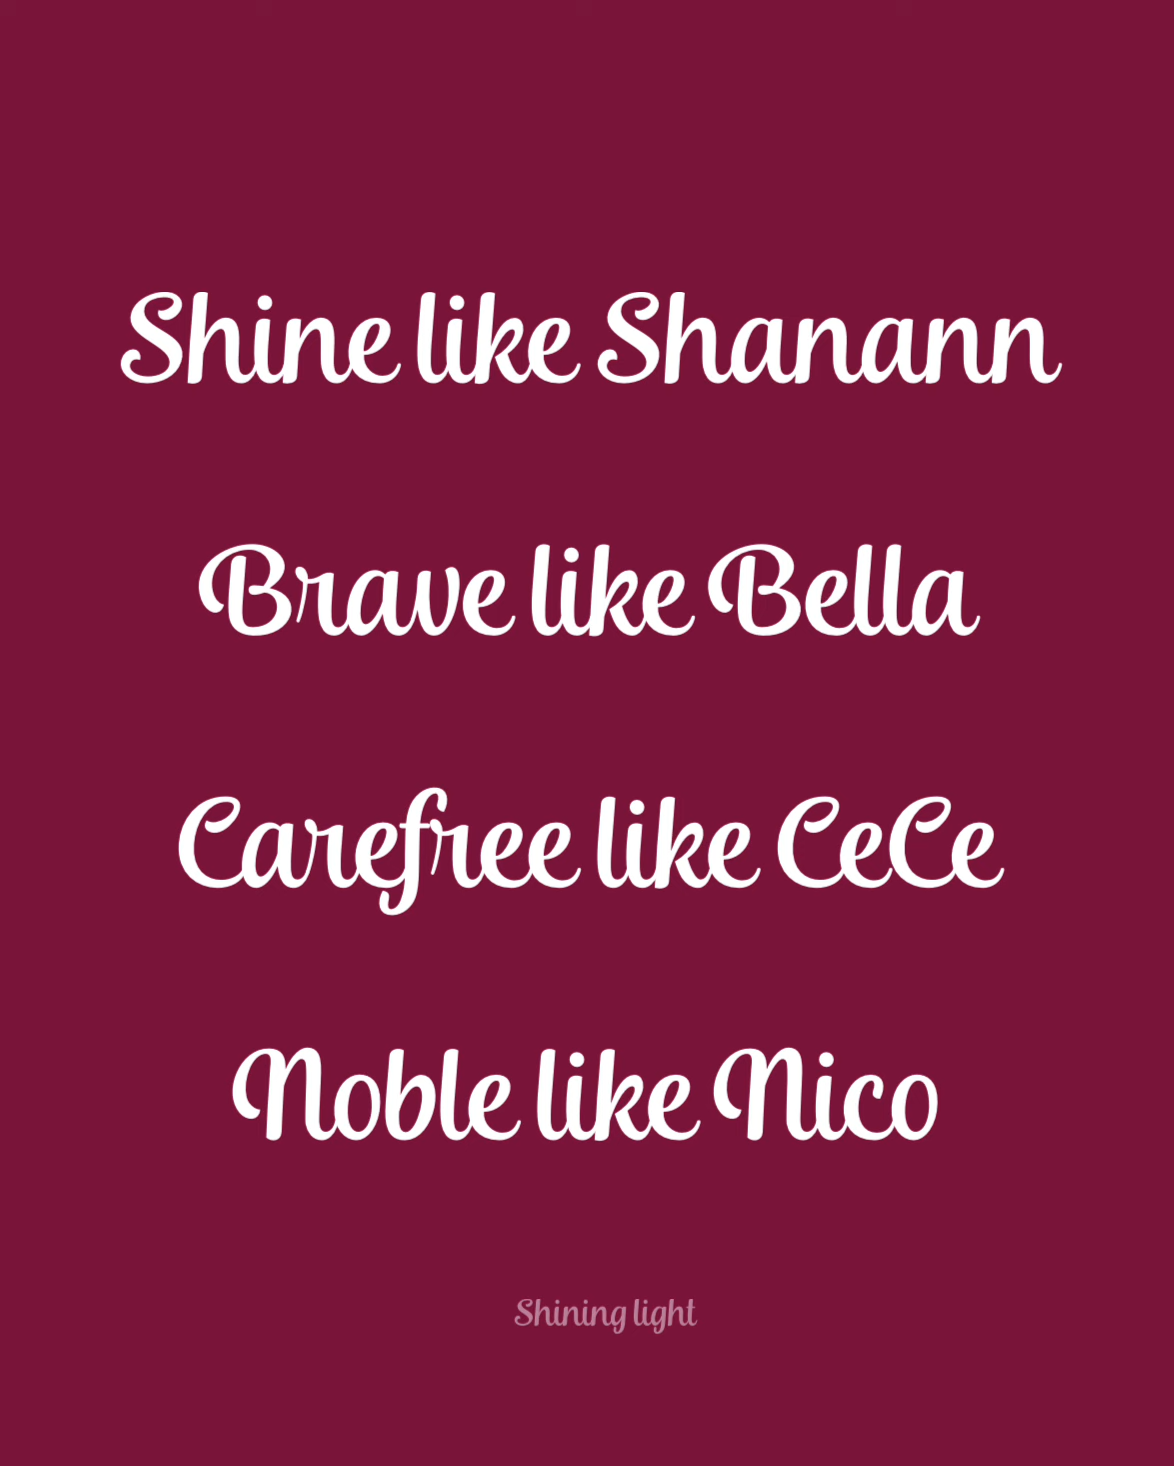 Shine like Shanann
Brave like Bella
Carefree like CeCe
Noble like Nico
Shining light